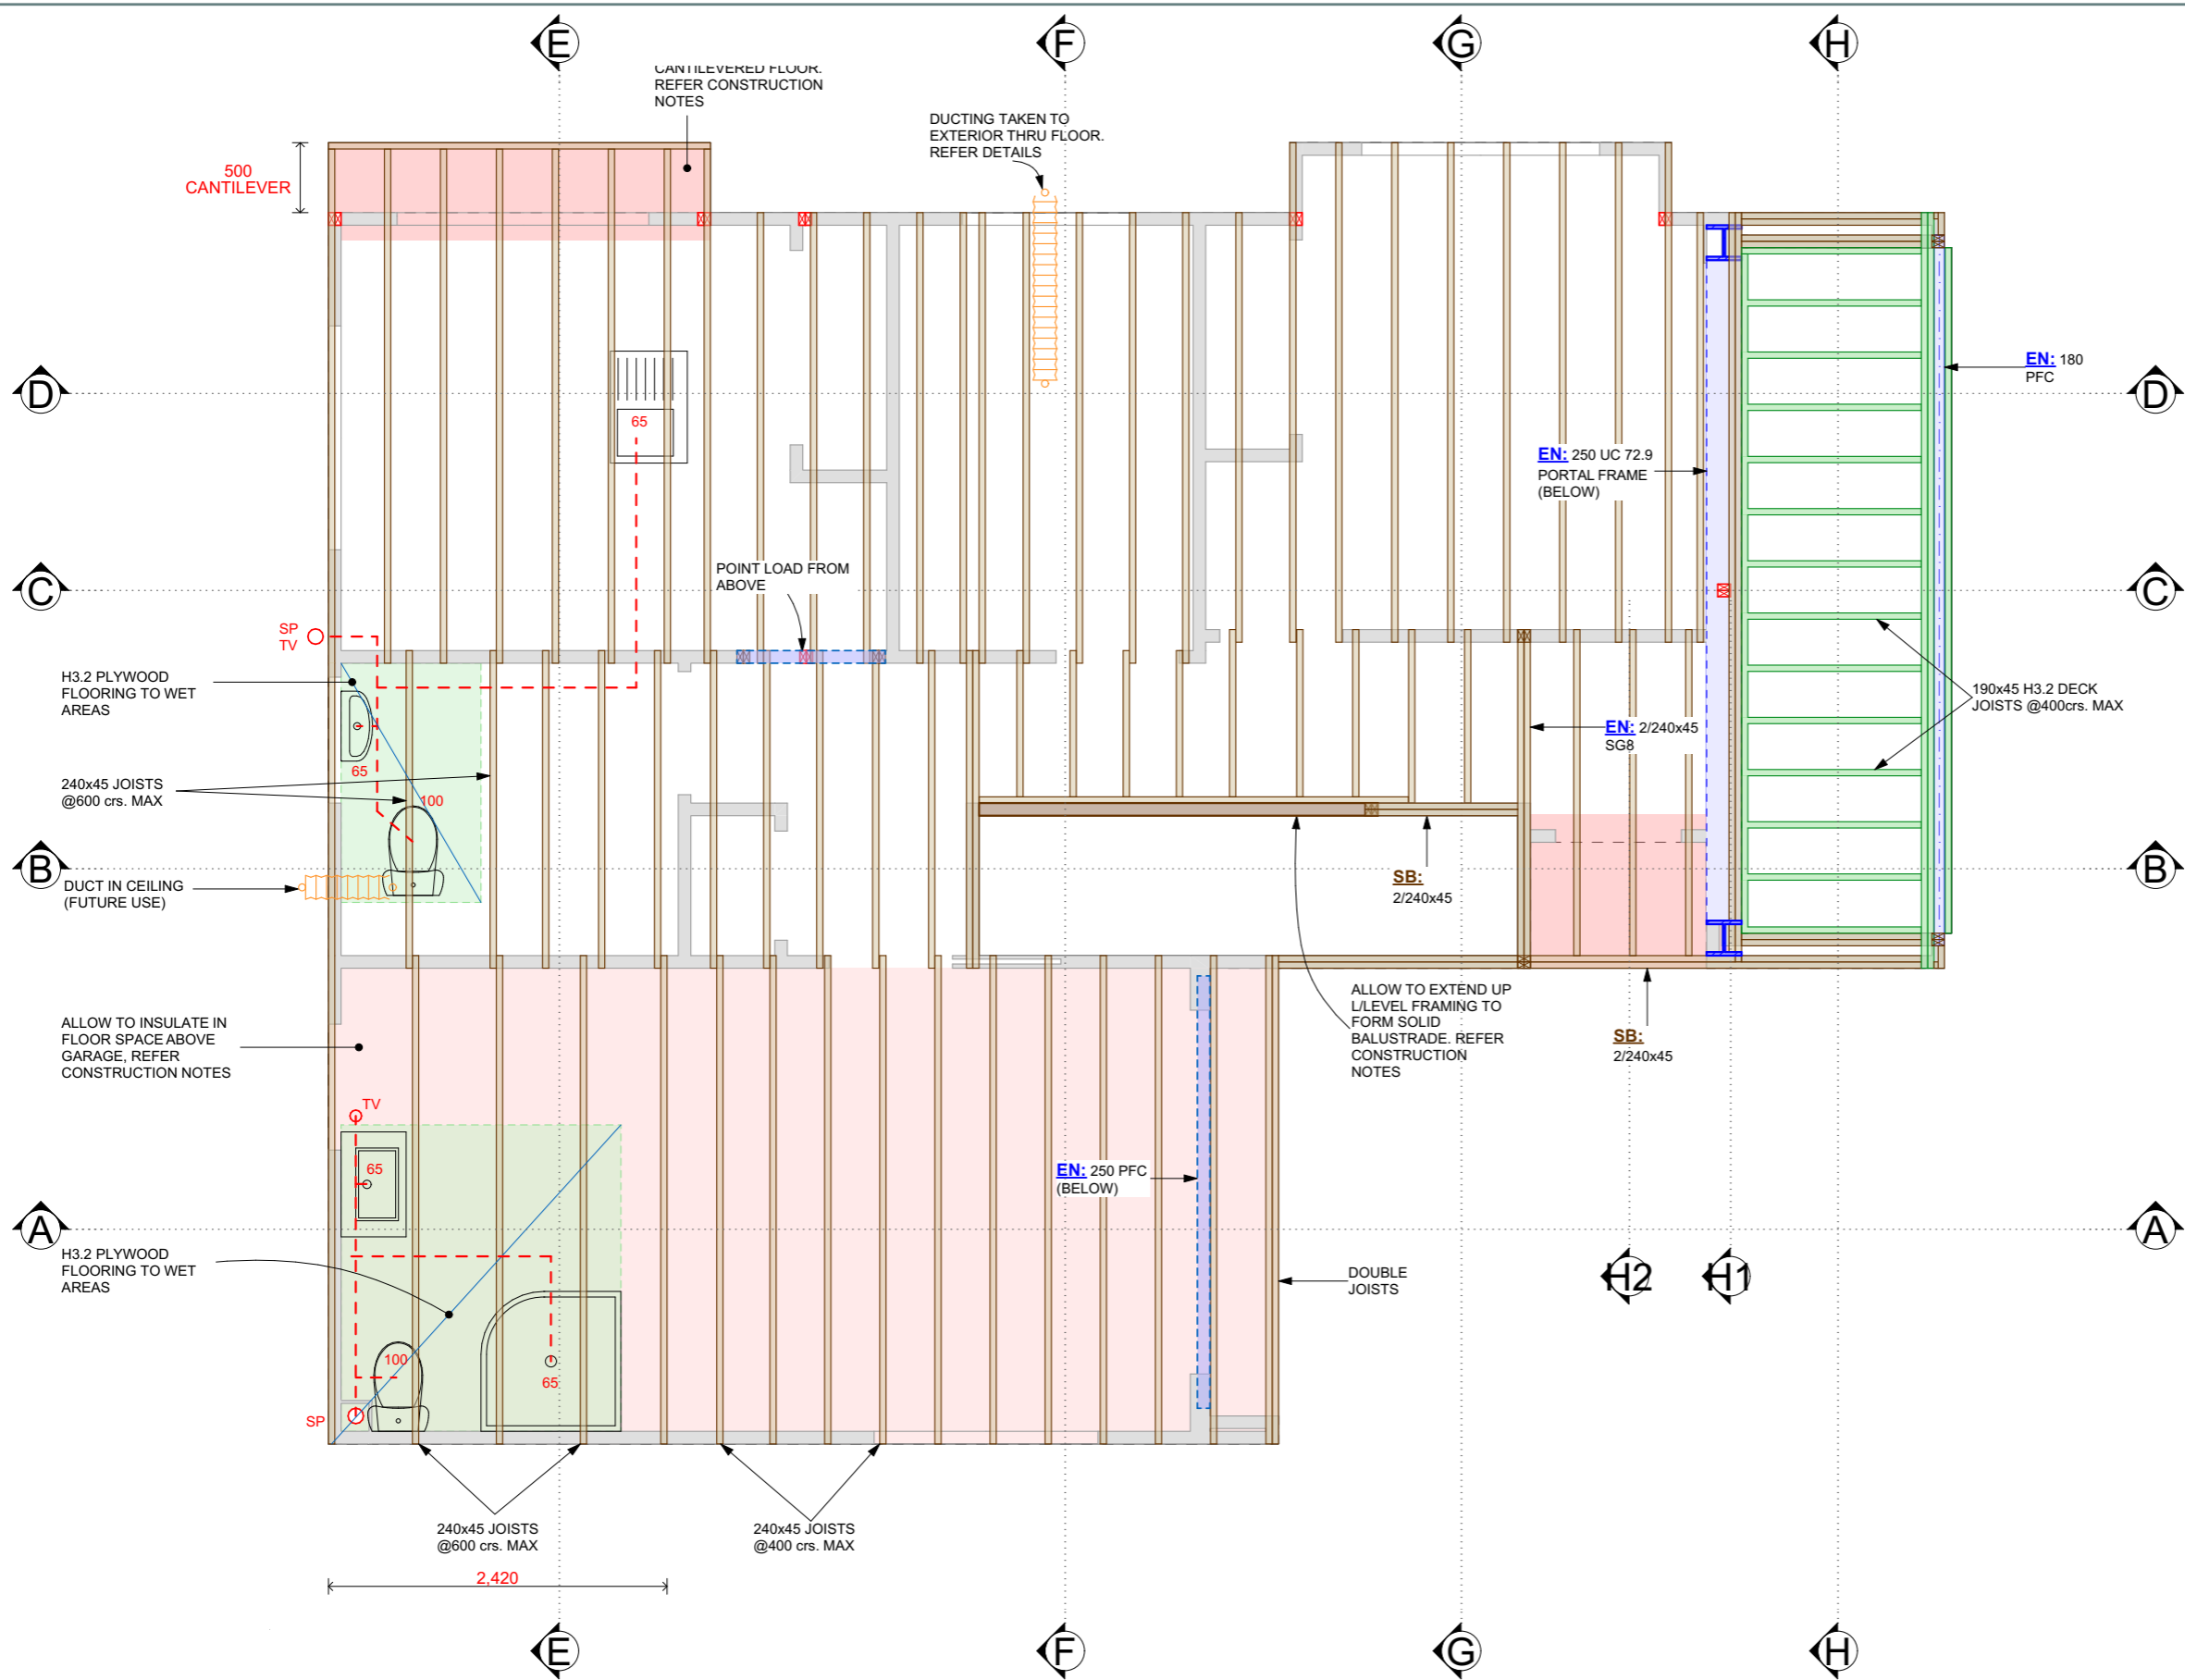 E
F
G
H
CANTILEVERED FLOOR.
REFER CONSTRUCTION
NOTES
DUCTING TAKEN TO
EXTERIOR THRU FLOOR.
REFER DETAILS
500
CANTILEVER
D
65
EN: 180
PFC
D
EN: 250 UC 72.9
PORTAL FRAME
(BELOW)
POINT LOAD FROM
ABOVE
C
C
SP
TV
H3.2 PLYWOOD
FLOORING TO WET
AREAS
65
190x45 H3.2 DECK
JOISTS @400crs. MAX
EN: 2/240x45
SG8
240x45 JOISTS
@600 crs. MAX
100
B
DUCT IN CEILING
(FUTURE USE)
SB:
2/240x45
B
ALLOW TO EXTEND UP
L/LEVEL FRAMING TO
FORM SOLID
BALUSTRADE. REFER
CONSTRUCTION
NOTES
ALLOW TO INSULATE IN
FLOOR SPACE ABOVE
GARAGE, REFER
CONSTRUCTION NOTES
SB:
2/240x45
TV
65
EN: 250 PFC
(BELOW)
A
A
H3.2 PLYWOOD
FLOORING TO WET
AREAS
DOUBLE
JOISTS
H2
H1
100
65
SP
240x45 JOISTS
@600 crs. MAX
240x45 JOISTS
@400 crs. MAX
2,420
E
F
G
H